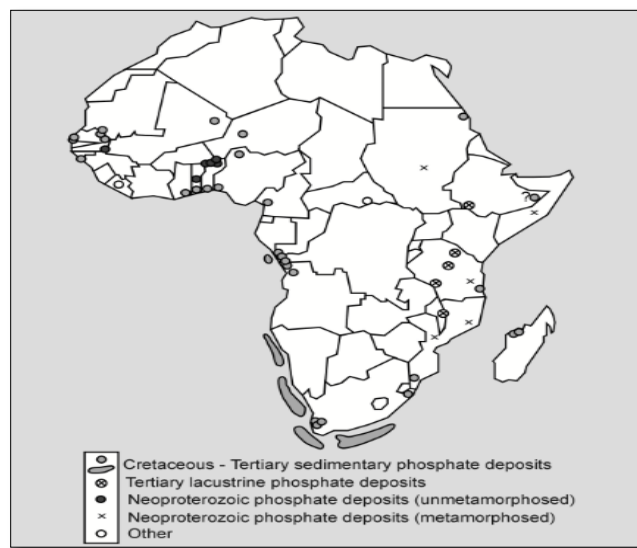 ?
Cretaceous - Tertiary sedimentary phosphate deposits
Tertiary lacustrine phosphate deposits
Neoproterozoic phosphate deposits (unmetamorphosed)
Neoproterozoic phosphate deposits (metamorphosed)
Other